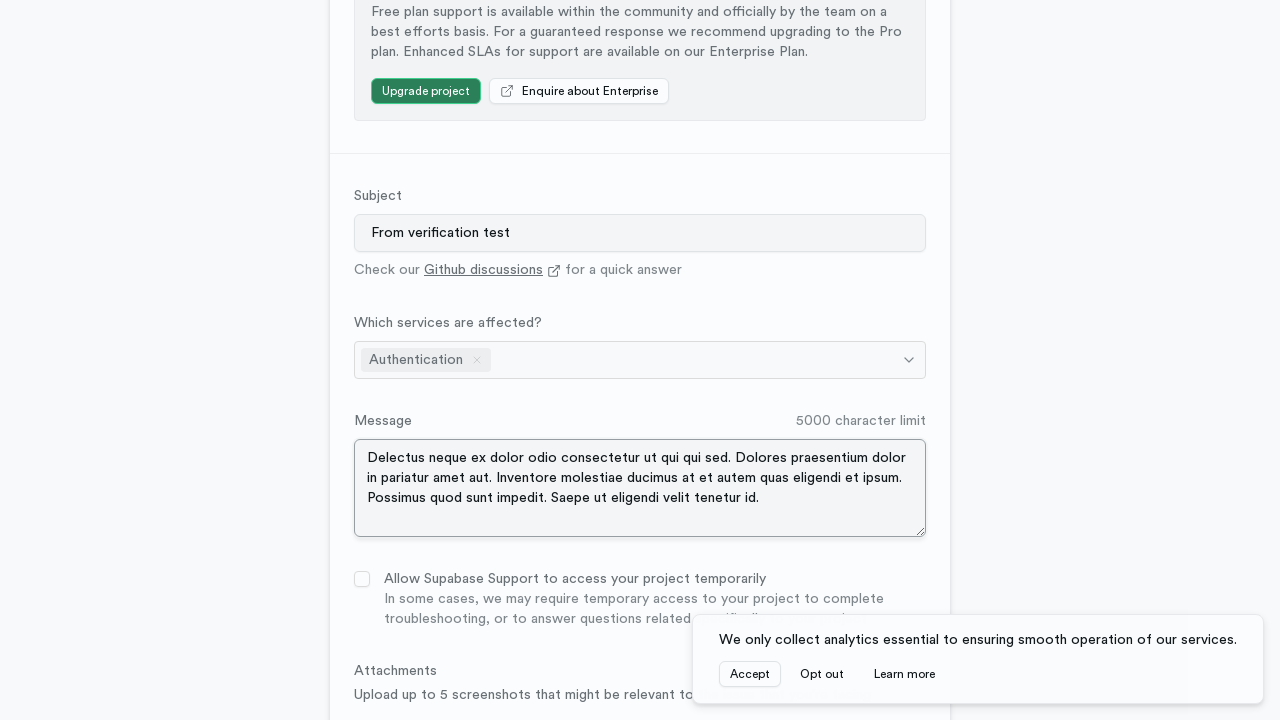 Free plan support is available within the community and officially by the team on a
best efforts basis. For a guaranteed response we recommend upgrading to the Pro
plan. Enhanced SLAs for support are available on our Enterprise Plan.
Upgrade project
Enquire about Enterprise
Subject
From verification test
Check our Github discussions for a quick answer
Which services are affected?
Authentication
Message
5000 character limit
Delectus neque ex dolor odio consectetur ut qui qui sed. Dolores praesentium dolor
in pariatur amet aut. Inventore molestiae ducimus at et autem quas eligendi et ipsum.
Possimus quod sunt impedit. Saepe ut eligendi velit tenetur id.
Allow Supabase Support to access your project temporarily
In some cases, we may require temporary access to your project to complete
troubleshooting, or to answer questions related
We only collect analytics essential to ensuring smooth operation of our services.
Accept
Opt out
Learn more
Attachments
Upload up to 5 screenshots that might be relevant to